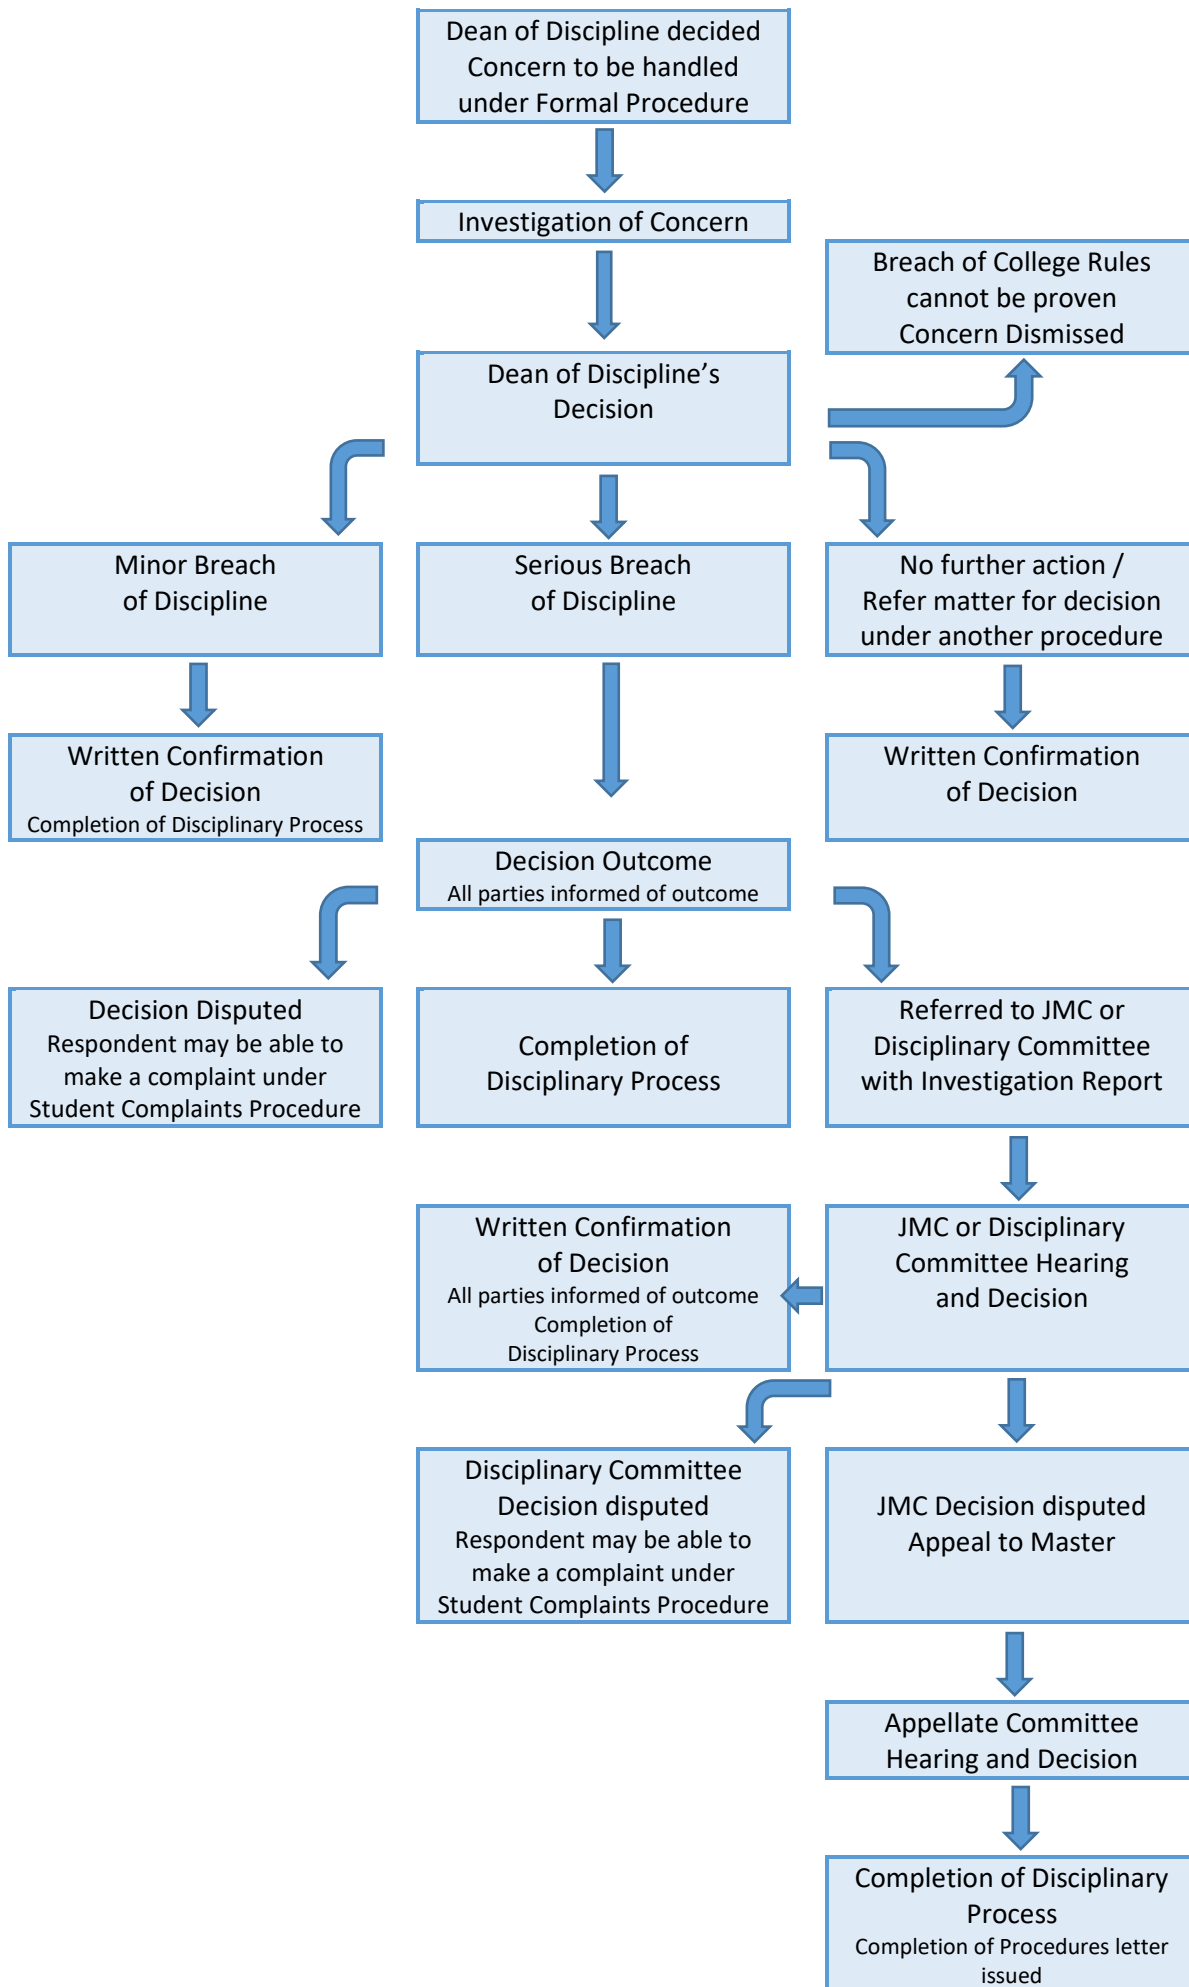 Dean of Discipline decided
Concern to be handled
under Formal Procedure
Investigation of Concern
Breach of College Rules
cannot be proven
Concern Dismissed
Dean of Discipline’s
Decision
Minor Breach
of Discipline
Serious Breach
of Discipline
No further action /
Refer matter for decision
under another procedure
Written Confirmation
of Decision
Completion of Disciplinary Process
Written Confirmation
of Decision
Decision Outcome
All parties informed of outcome
Decision Disputed
Respondent may be able to
make a complaint under
Student Complaints Procedure
Completion of
Disciplinary Process
Referred to JMC or
Disciplinary Committee
with Investigation Report
Written Confirmation
of Decision
All parties informed of outcome
Completion of
Disciplinary Process
JMC or Disciplinary
Committee Hearing
and Decision
Disciplinary Committee
Decision disputed
Respondent may be able to
make a complaint under
Student Complaints Procedure
JMC Decision disputed
Appeal to Master
Appellate Committee
Hearing and Decision
Completion of Disciplinary
Process
Completion of Procedures letter
issued